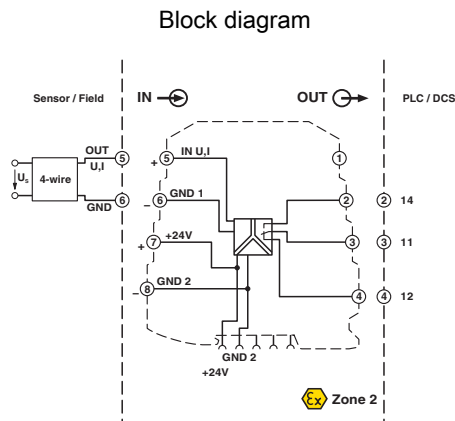 Block diagram
Sensor / Field
IN
OUT
PLC / DCS
OUT
U,I
5
Us
4-wire
GND
6
+
5
IN U,I
1
–
6
GND 1
2
2
14
+
7
+24V
3
3
11
–
8
GND 2
4
4
12
GND 2
+24V
Ex
Zone 2